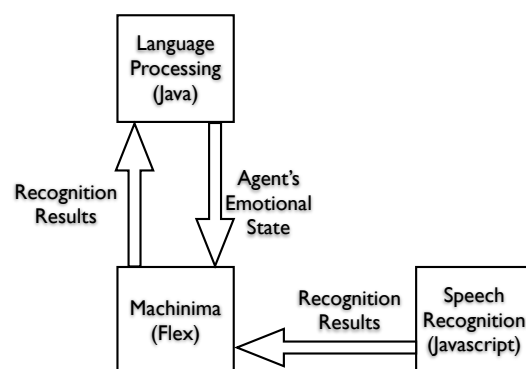 Language
Processing
(Java)
Recognition
Results
Agent's
Emotional
State
Machinima
(Flex)
Recognition
Results
Speech
Recognition
(Javascript)